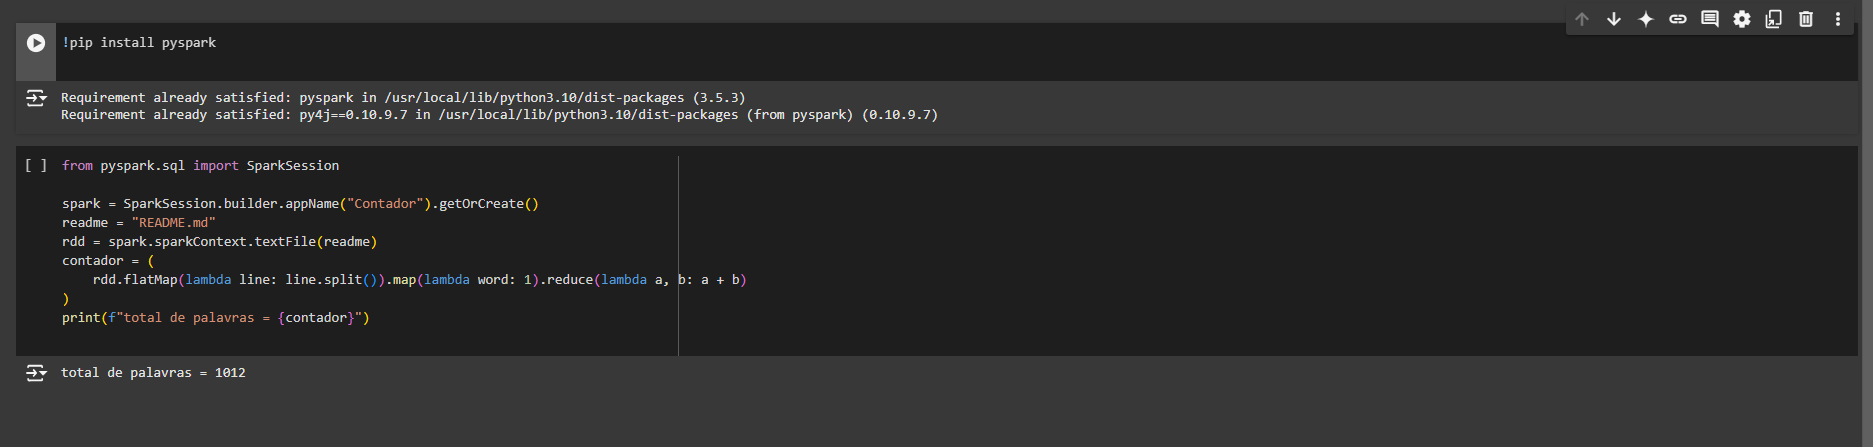 !pip install pyspark
Requirement already satisfied: pyspark in /usr/local/lib/python3.10/dist-packages (3.5.3)
Requirement already satisfied: py4j==0.10.9.7 in /usr/local/lib/python3.10/dist-packages (from pyspark) (0.10.9.7)
[ ] from pyspark.sql import SparkSession
spark = SparkSession.builder.appName("Contador").getOrCreate()
readme = "README.md"
rdd = spark.sparkContext.textFile(readme)
contador = (
    rdd.flatMap(lambda line: line.split()).map(lambda word: 1).reduce(lambda a, b: a + b)
)
print(f"total de palavras = {contador}")
total de palavras = 1012